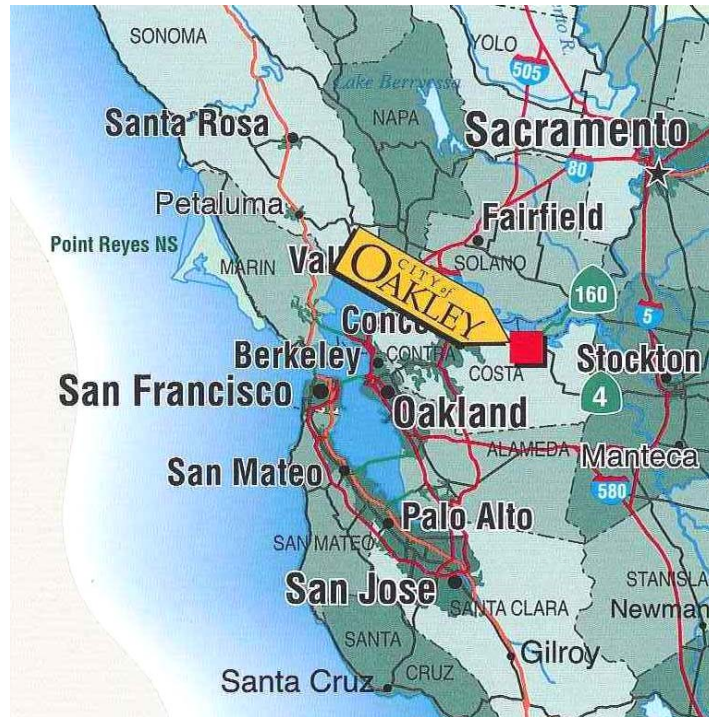 SONOMA
YOLO
505
Lake Berryessa
NAPA
Santa Rosa
Sacramento
80
Petaluma
Fairfield
Point Reyes NS
MARIN
Val
SOLANO
CITY of
OAKLEY
160
5
Conc
Berkeley
CONTRA
COSTA
Stockton
San Francisco
Oakland
4
ALAMEDA
Manteca
San Mateo
580
Palo Alto
SAN MATEO
San Jose
STANISLA
SANTA CLARA
Newman
SANTA
Gilroy
CRUZ
Santa Cruz